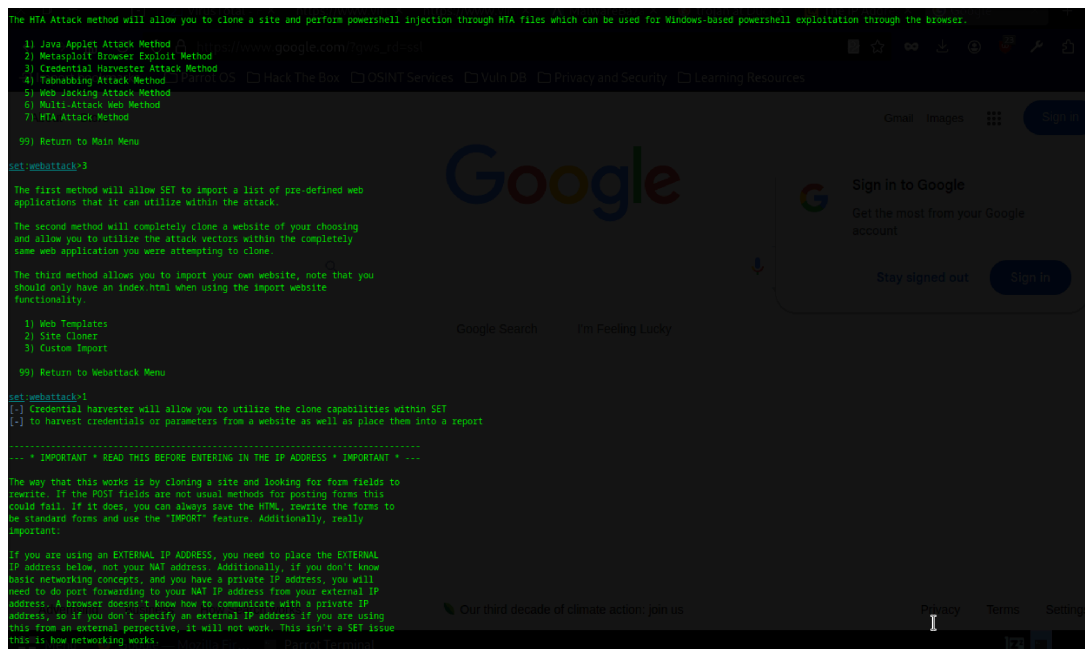 The HTA Attack method will allow you to clone a site and perform powershell injection through HTA files which can be used for Windows-based powershell exploitation through the browser.
1) Java Applet Attack Method
2) Metasploit Browser Exploit Method
3) Credential Harvester Attack Method
4) Tabnabbing Attack Method
5) Web Jacking Attack Method
6) Multi-Attack Web Method
7) HTA Attack Method
99) Return to Main Menu
set:webattack>3
The first method will allow SET to import a list of pre-defined web
applications that it can utilize within the attack.
The second method will completely clone a website of your choosing
and allow you to utilize the attack vectors within the completely
same web application you were attempting to clone.
The third method allows you to import your own website, note that you
should only have an index.html when using the import website
functionality.
1) Web Templates
2) Site Cloner
3) Custom Import
99) Return to Webattack Menu
set:webattack>1
[-] Credential harvester will allow you to utilize the clone capabilities within SET
[-] to harvest credentials or parameters from a website as well as place them into a report
-------------------------------------------------------------------------------
--- * IMPORTANT * READ THIS BEFORE ENTERING IN THE IP ADDRESS * IMPORTANT * ---
The way that this works is by cloning a site and looking for form fields to
rewrite. If the POST fields are not usual methods for posting forms this
could fail. If it does, you can always save the HTML, rewrite the forms to
be standard forms and use the "IMPORT" feature. Additionally, really
important:
If you are using an EXTERNAL IP ADDRESS, you need to place the EXTERNAL
IP address below, not your NAT address. Additionally, if you don't know
basic networking concepts, and you have a private IP address, you will
need to do port forwarding to your NAT IP address from your external IP
address. A browser doesns't know how to communicate with a private IP
address, so if you don't specify an external IP address if you are using
this from an external perpective, it will not work. This isn't a SET issue
this is how networking works.
Parrot OS Hack The Box OSINT Services Vuln DB Privacy and Security Learning Resources
Gmail Images
Google
Sign in to Google
Get the most from your Google
account
Stay signed out Sign in
Google Search I'm Feeling Lucky
Our third decade of climate action: join us
Privacy Terms
Parrot Terminal